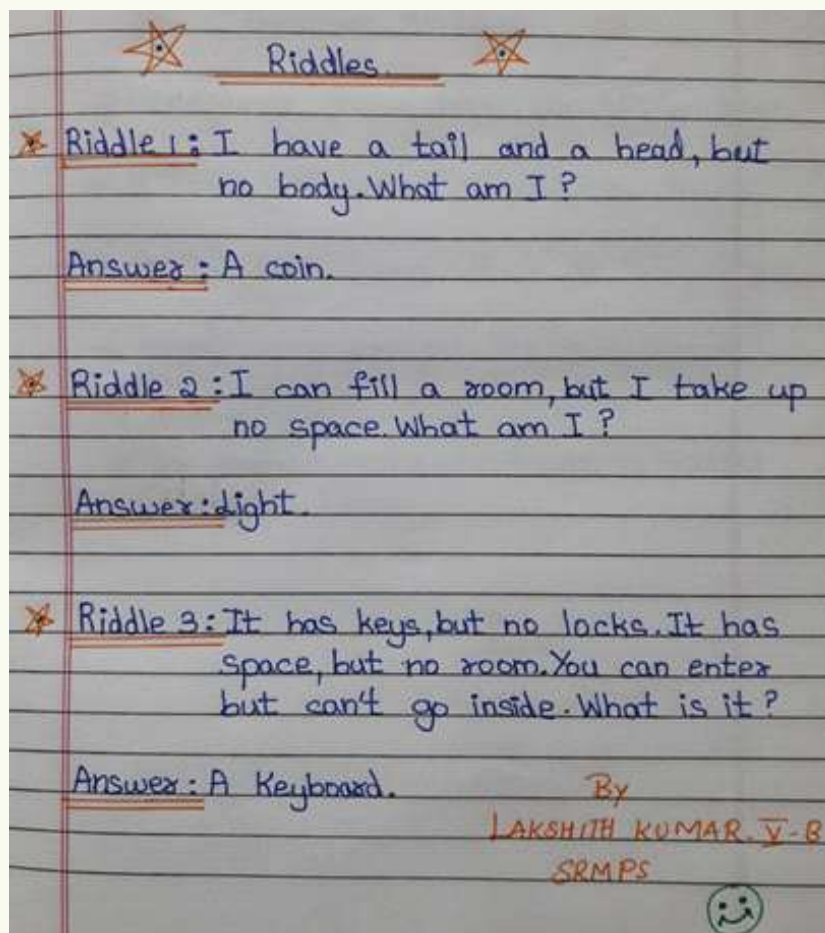 Riddles.
Riddle 1: I have a tail and a head, but
no body. What am I?
Answer: A coin.
Riddle 2: I can fill a room, but I take up
no space. What am I?
Answer: Light.
Riddle 3: It has keys, but no locks. It has
space, but no room. You can enter
but can't go inside. What is it?
Answer: A Keyboard.
By
LAKSHITH KUMAR. V-B
SRMPS